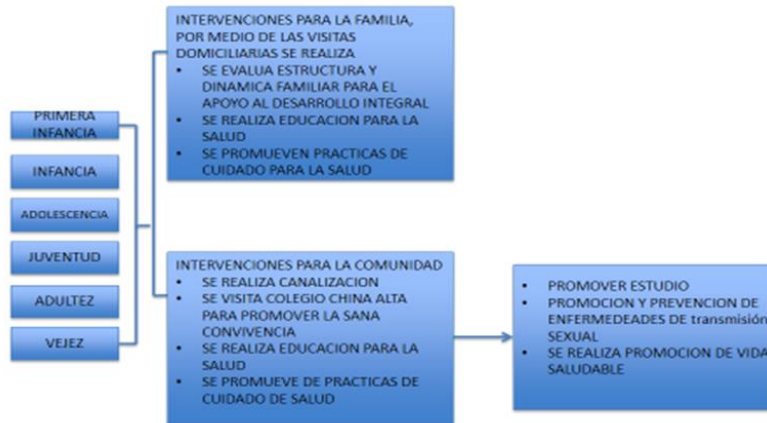 PRIMERA
INFANCIA
INFANCIA
ADOLESCENCIA
JUVENTUD
ADULTEZ
VEJEZ
INTERVENCIONES PARA LA FAMILIA,
POR MEDIO DE LAS VISITAS
DOMICILIARIAS SE REALIZA
• SE EVALUA ESTRUCTURA Y
DINAMICA FAMILIAR PARA EL
APOYO AL DESARROLLO INTEGRAL
• SE REALIZA EDUCACION PARA LA
SALUD
• SE PROMUEVEN PRACTICAS DE
CUIDADO PARA LA SALUD
INTERVENCIONES PARA LA COMUNIDAD
• SE REALIZA CANALIZACION
• SE VISITA COLEGIO CHINA ALTA
PARA PROMOVER LA SANA
CONVIVENCIA
• SE REALIZA EDUCACION PARA LA
SALUD
• SE PROMUEVE DE PRACTICAS DE
CUIDADO DE SALUD
• PROMOVER ESTUDIO
• PROMOCION Y PREVENCION DE
ENFERMEDEADES DE transmisión
SEXUAL
• SE REALIZA PROMOCION DE VIDA
SALUDABLE